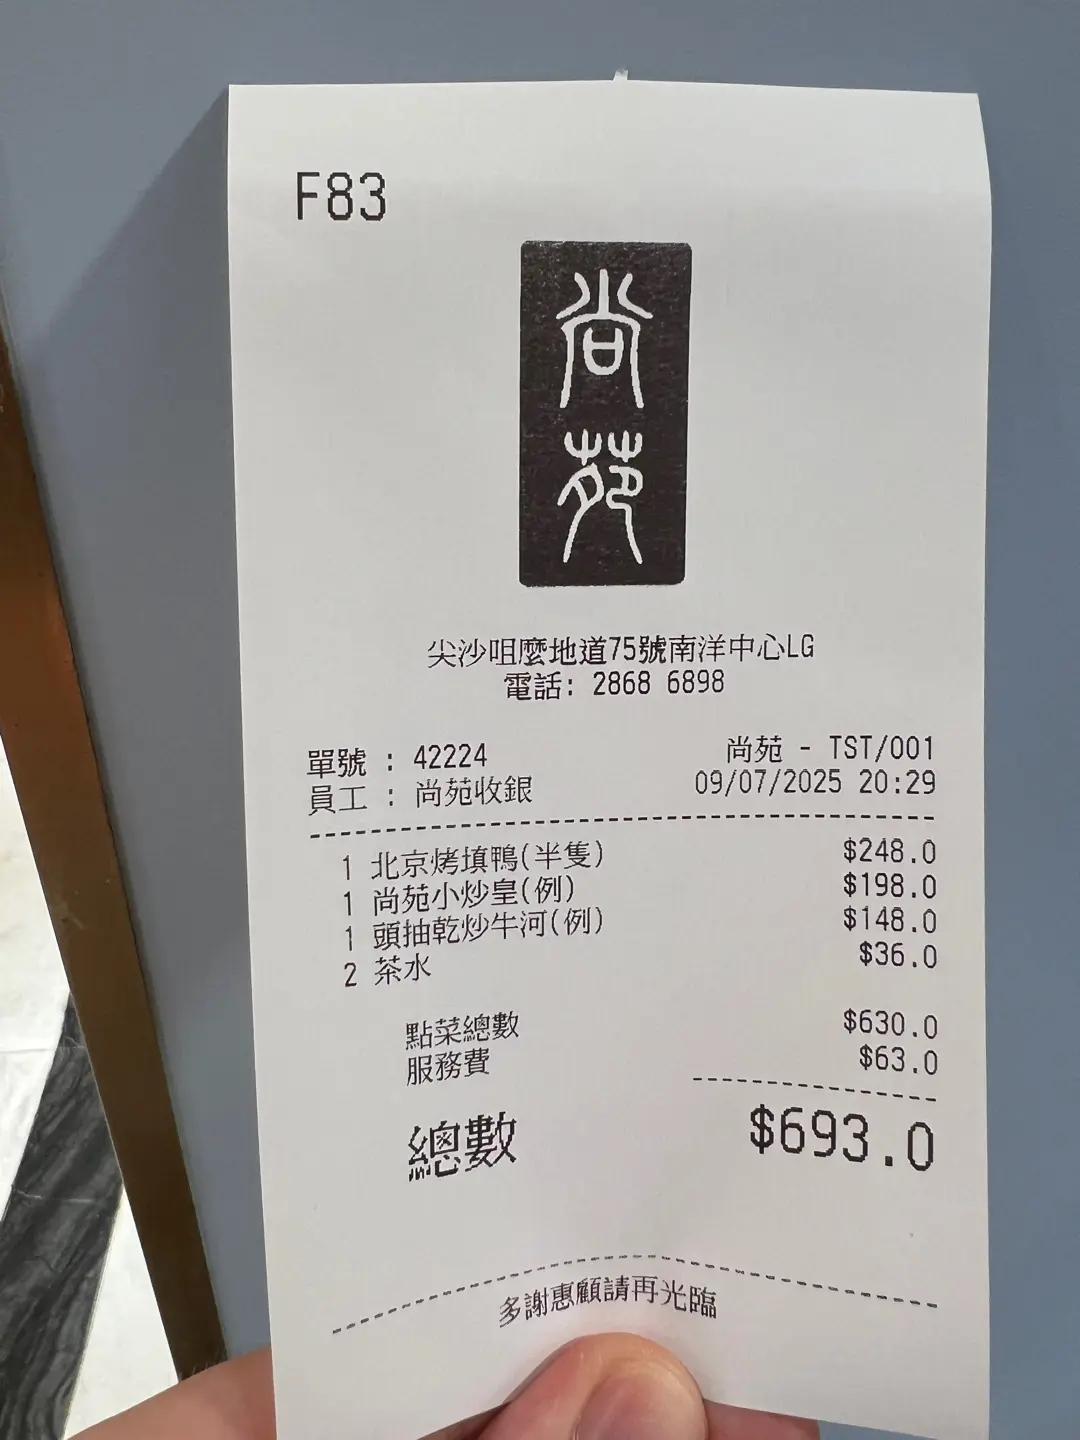 F83
尚苑
尖沙咀麼地道75號南洋中心LG
電話: 2868 6898
單號 : 42224 尚苑 - TST/001
員工 : 尚苑收銀 09/07/2025 20:29
1 北京烤填鴨(半隻) $248.0
1 尚苑小炒皇(例) $198.0
1 頭抽乾炒牛河(例) $148.0
2 茶水 $36.0
點菜總數 $630.0
服務費 $63.0
總數 $693.0
多謝惠顧請再光臨